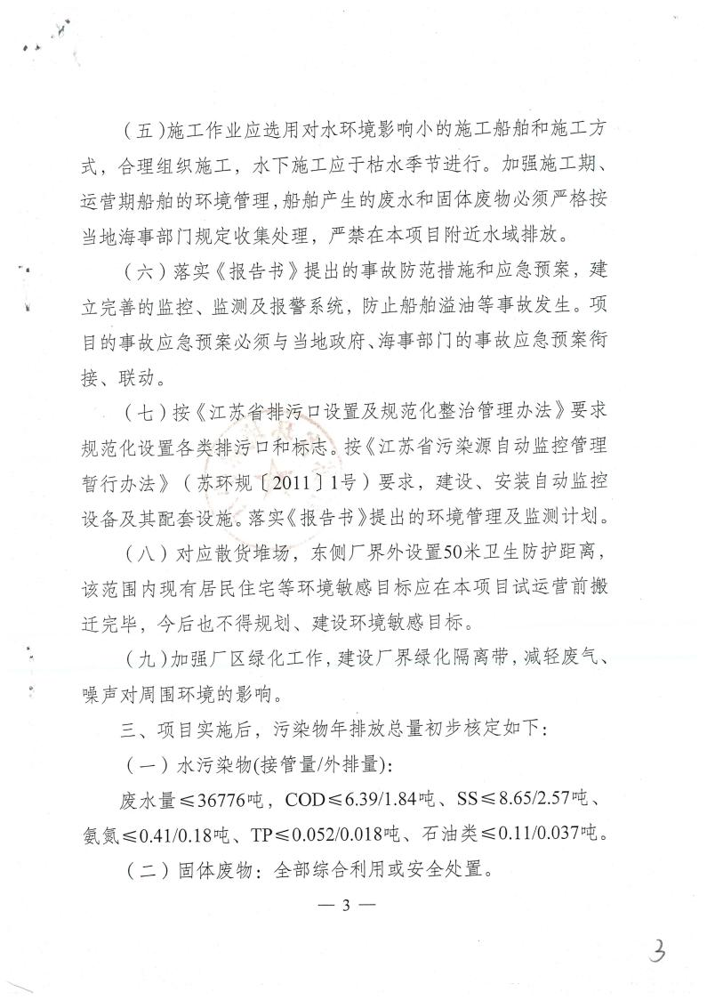 （五）施工作业应选用对水环境影响小的施工船舶和施工方
式，合理组织施工，水下施工应于枯水季节进行。加强施工期、
运营期船舶的环境管理，船舶产生的废水和固体废物必须严格按
当地海事部门规定收集处理，严禁在本项目附近水域排放。
（六）落实《报告书》提出的事故防范措施和应急预案，建
立完善的监控、监测及报警系统，防止船舶溢油等事故发生。项
目的事故应急预案必须与当地政府、海事部门的事故应急预案衔
接、联动。
（七）按《江苏省排污口设置及规范化整治管理办法》要求
规范化设置各类排污口和标志。按《江苏省污染源自动监控管理
暂行办法》（苏环规〔2011〕1号）要求，建设、安装自动监控
设备及其配套设施。落实《报告书》提出的环境管理及监测计划。
（八）对应散货堆场，东侧厂界外设置50米卫生防护距离，
该范围内现有居民住宅等环境敏感目标应在本项目试运营前搬
迁完毕，今后也不得规划、建设环境敏感目标。
（九）加强厂区绿化工作，建设厂界绿化隔离带，减轻废气、
噪声对周围环境的影响。
三、项目实施后，污染物年排放总量初步核定如下：
（一）水污染物(接管量/外排量)：
废水量≤36776吨，COD≤6.39/1.84吨、SS≤8.65/2.57吨、
氨氮≤0.41/0.18吨、TP≤0.052/0.018吨、石油类≤0.11/0.037吨。
（二）固体废物：全部综合利用或安全处置。
— 3 —
3